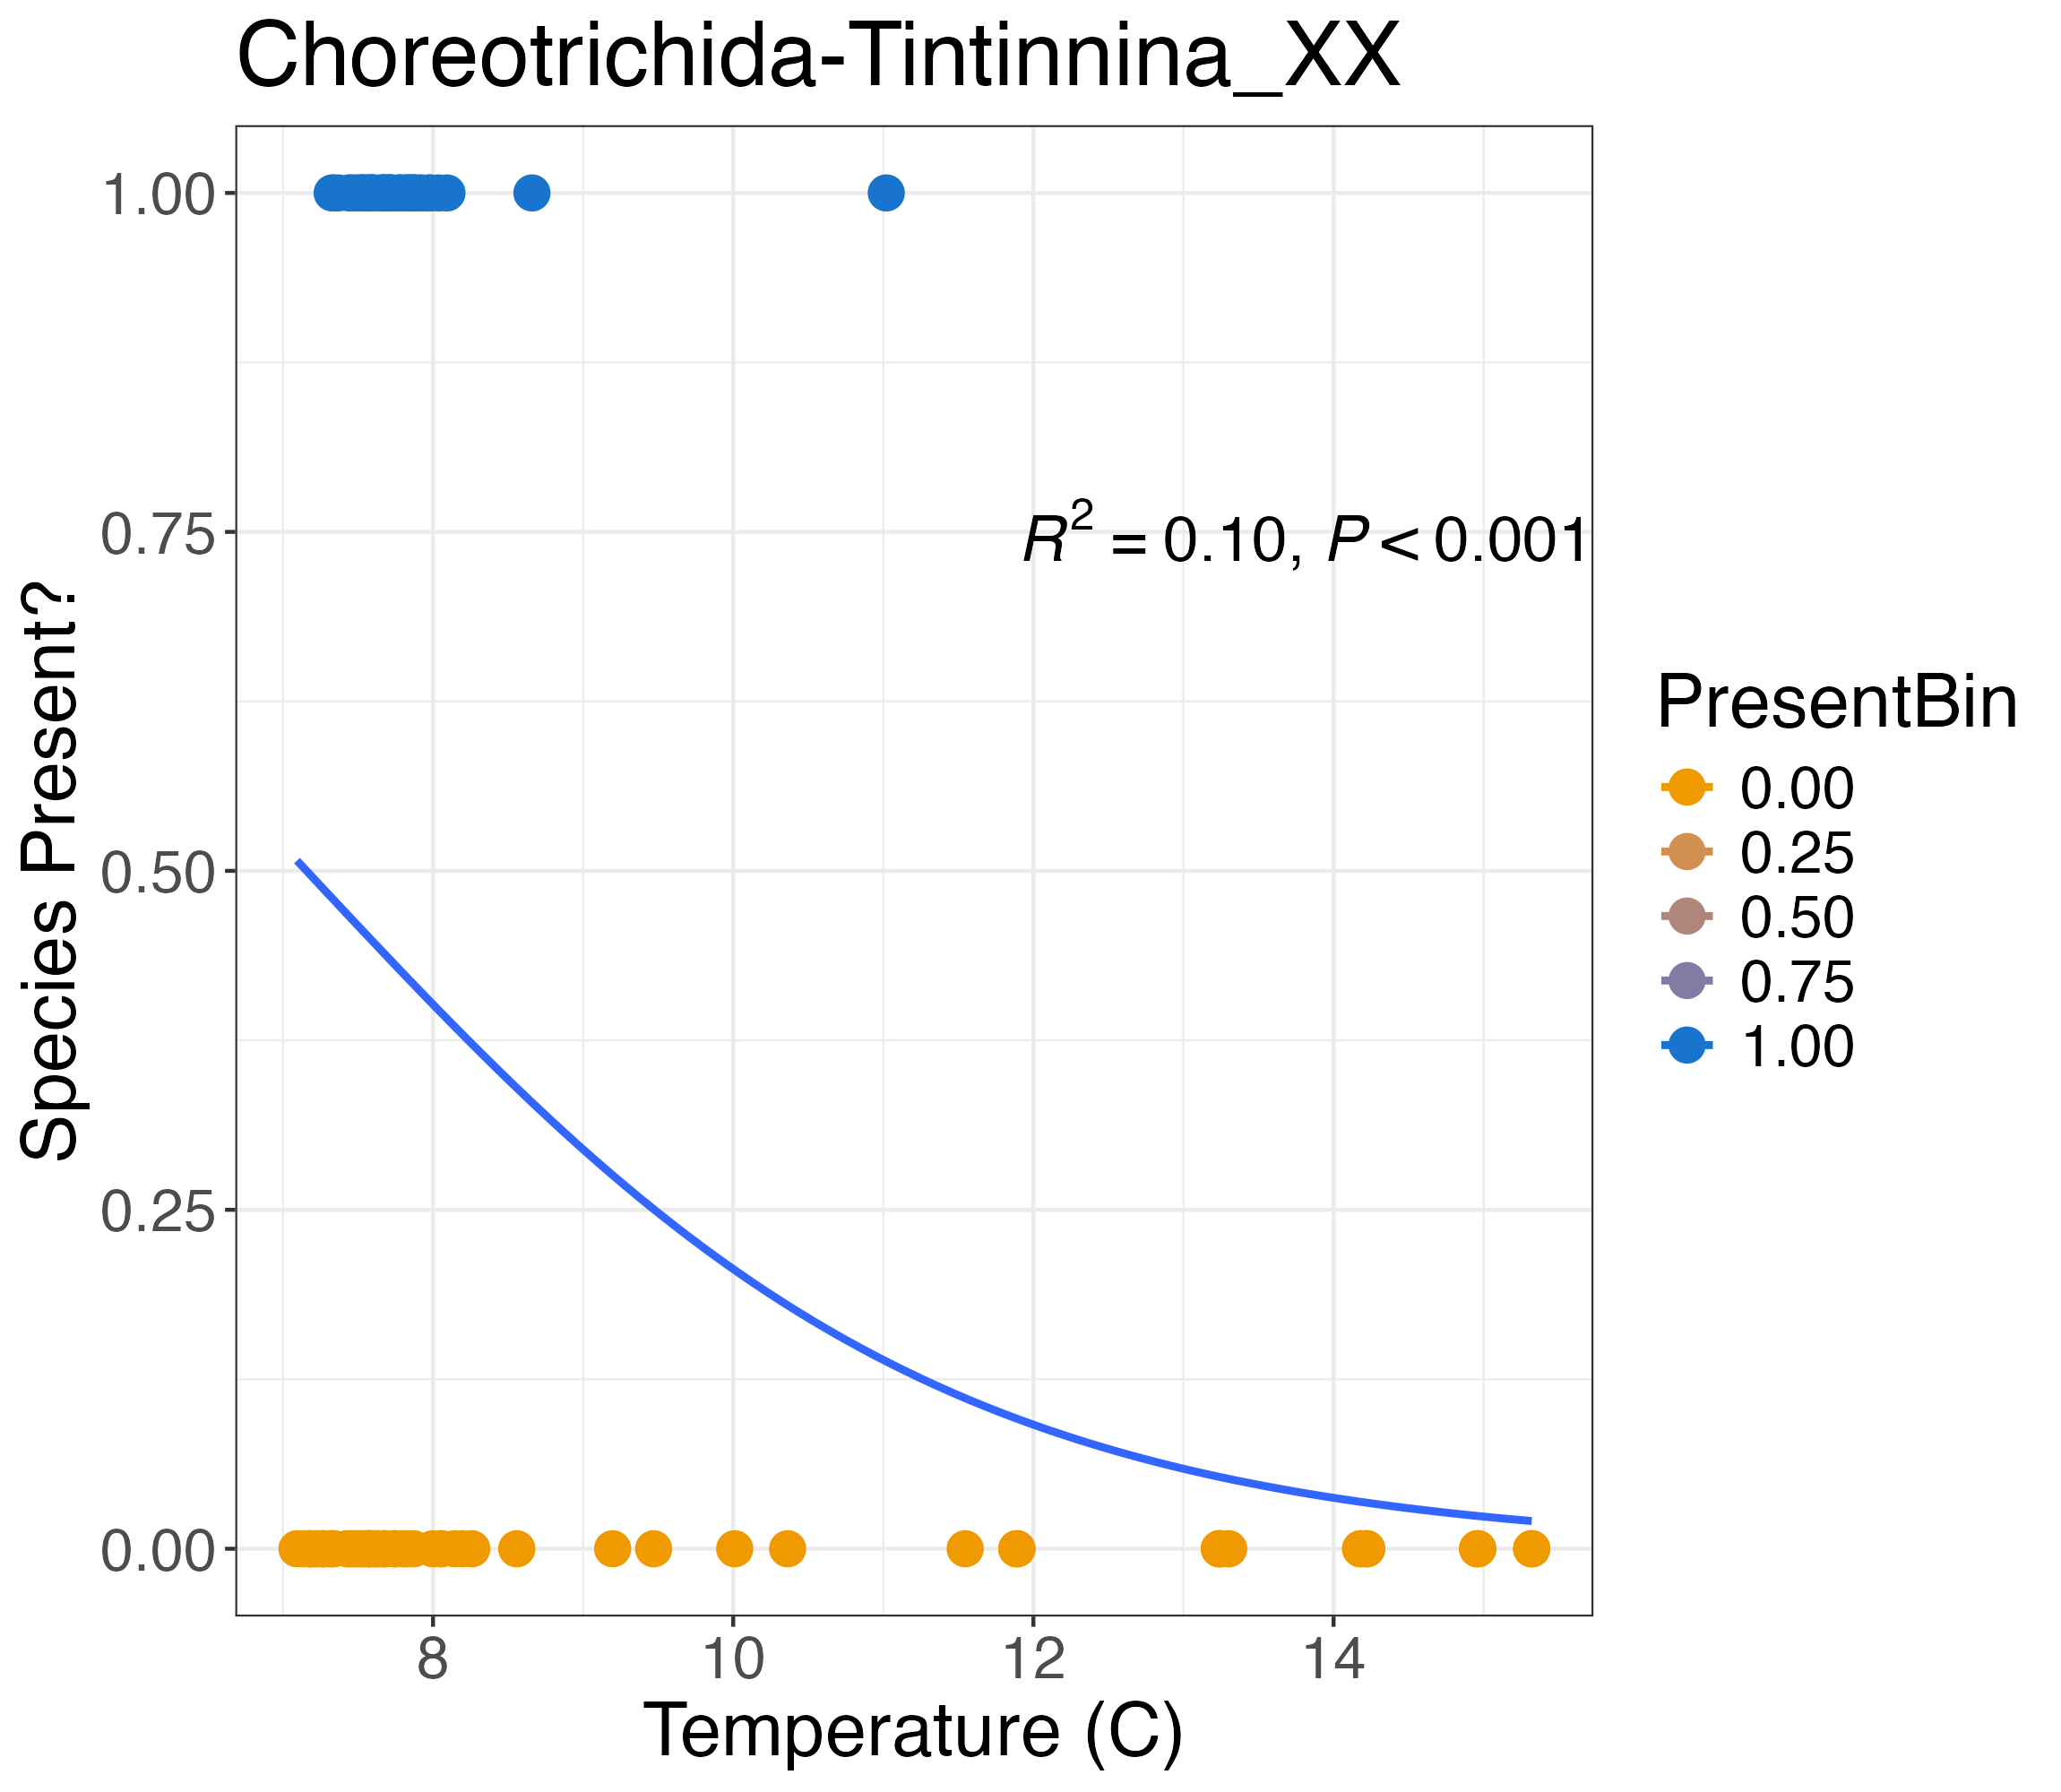 Choreotrichida-Tintinnina_XX
1.00
0.75
0.50
0.25
0.00
Species Present?
R² = 0.10, P < 0.001
8 10 12 14
Temperature (C)
PresentBin
0.00
0.25
0.50
0.75
1.00